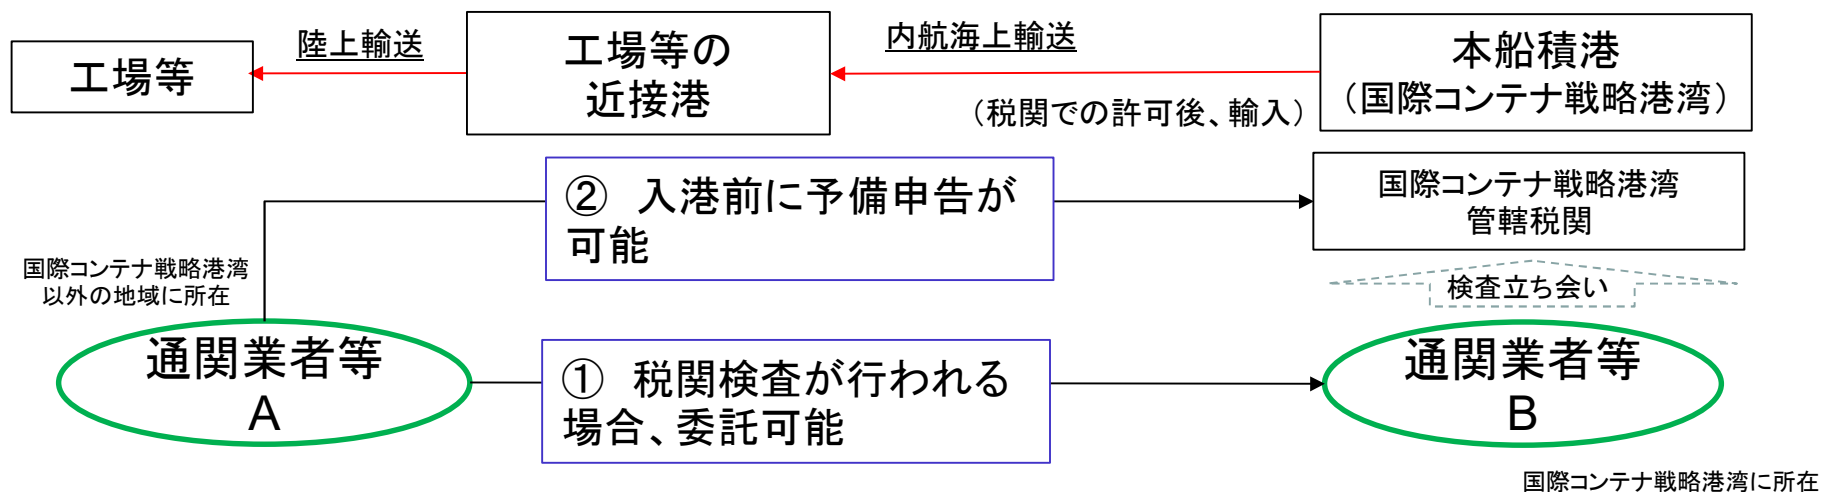 工場等
陸上輸送
工場等の
近接港
内航海上輸送
(税関での許可後、輸入)
本船積港
(国際コンテナ戦略港湾)
② 入港前に予備申告が
可能
国際コンテナ戦略港湾
管轄税関
国際コンテナ戦略港湾
以外の地域に所在
検査立ち会い
通関業者等
A
① 税関検査が行われる
場合、委託可能
通関業者等
B
国際コンテナ戦略港湾に所在